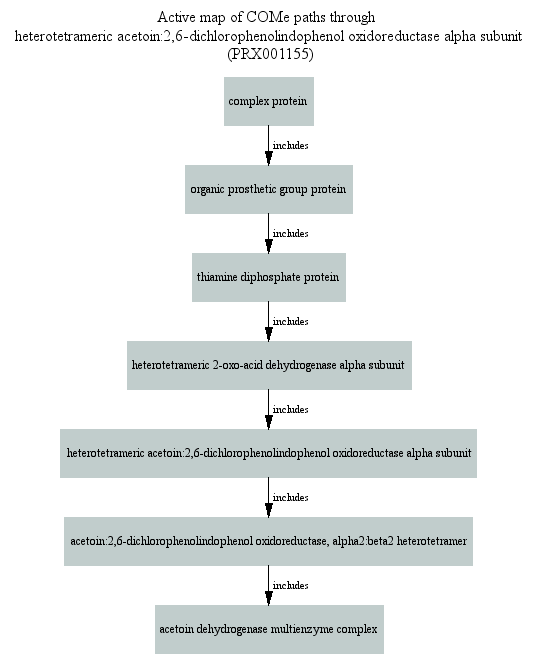 Active map of COMe paths through
heterotetrameric acetoin:2,6-dichlorophenolindophenol oxidoreductase alpha subunit
(PRX001155)
complex protein
includes
organic prosthetic group protein
includes
thiamine diphosphate protein
includes
heterotetrameric 2-oxo-acid dehydrogenase alpha subunit
includes
heterotetrameric acetoin:2,6-dichlorophenolindophenol oxidoreductase alpha subunit
includes
acetoin:2,6-dichlorophenolindophenol oxidoreductase, alpha2:beta2 heterotetramer
includes
acetoin dehydrogenase multienzyme complex